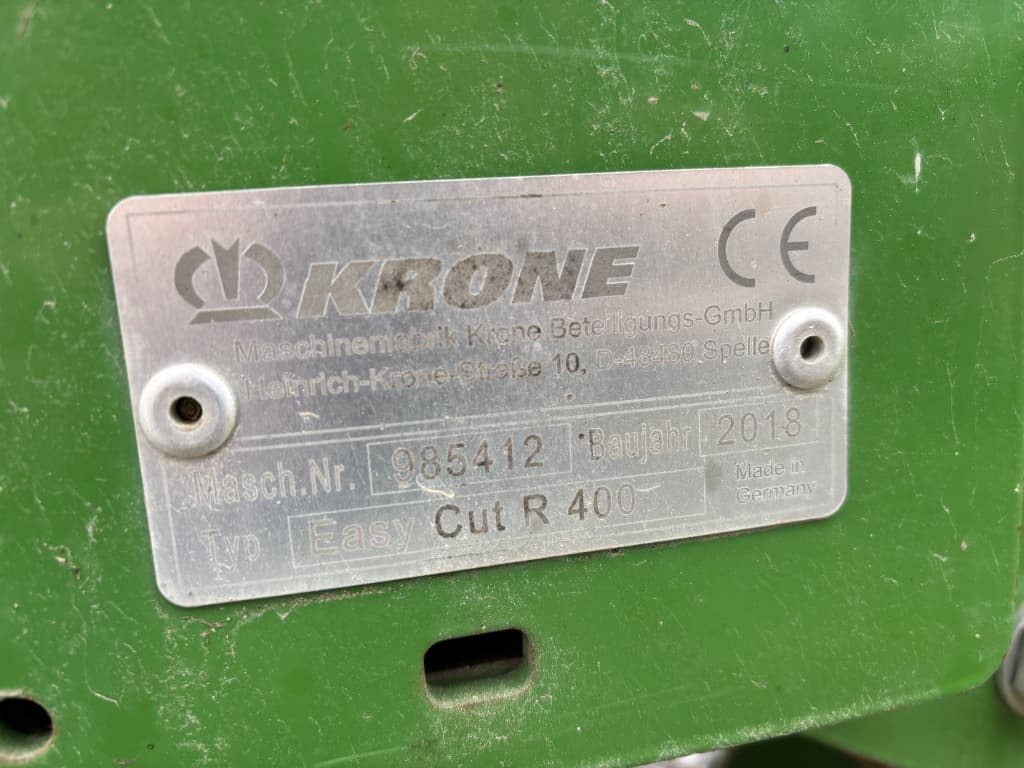 KRONE CE
Maschinenfabrik Krone Beteiligungs-GmbH
Heinrich-Krone-Straße 10, D-48480 Spelle
Masch.Nr. 985412 Baujahr 2018
Typ Easy Cut R 400 Made in
Germany